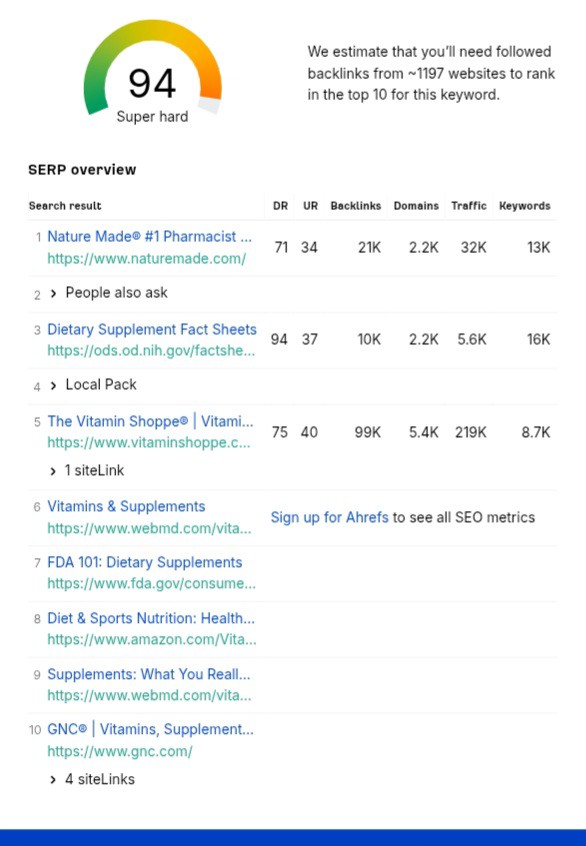 94
Super hard
We estimate that you'll need followed
backlinks from ~1197 websites to rank
in the top 10 for this keyword.
SERP overview
Search result DR UR Backlinks Domains Traffic Keywords
1 Nature Made® #1 Pharmacist ...
https://www.naturemade.com/
71 34 21K 2.2K 32K 13K
2 People also ask
3 Dietary Supplement Fact Sheets
https://ods.od.nih.gov/factshe...
94 37 10K 2.2K 5.6K 16K
4 Local Pack
5 The Vitamin Shoppe® | Vitami...
https://www.vitaminshoppe.c...
75 40 99K 5.4K 219K 8.7K
1 siteLink
6 Vitamins & Supplements
https://www.webmd.com/vita...
Sign up for Ahrefs to see all SEO metrics
7 FDA 101: Dietary Supplements
https://www.fda.gov/consume...
8 Diet & Sports Nutrition: Health...
https://www.amazon.com/Vita...
9 Supplements: What You Reall...
https://www.webmd.com/vita...
10 GNC® | Vitamins, Supplement...
https://www.gnc.com/
4 siteLinks